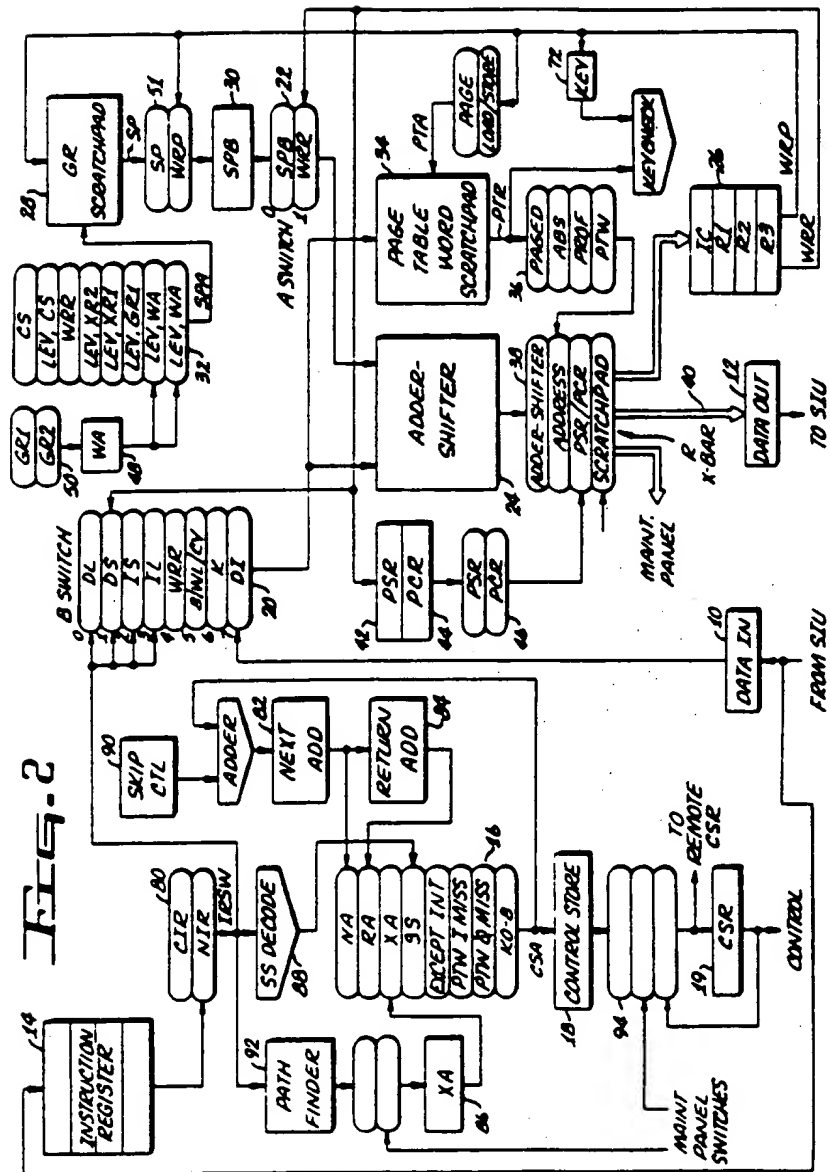 FIG. 2
14
INSTRUCTION
REGISTER
CIR
NIR
80
IRSW
SS DECODE
88
92
PATH
FINDER
XA
86
MAINT
PANEL
SWITCHES
SKIP
CTL
90
ADDER
NEXT
ADD
82
RETURN
ADD
84
NA
RA
XA
SS
EXCEPT INT
PTW I MISS
PTW O MISS
KO-8
16
CSA
CONTROL STORE
18
94
TO
REMOTE
CSR
CSR
19
CONTROL
B SWITCH
0
1
2
3
4
5
6
7
DL
DS
IS
IL
WRR
B/WL/CY
K
DI
20
DATA IN
10
FROM SIU
42
PSR
PCR
44
PSR
PCR
46
GR1
GR2
50
WA
48
CS
LEV, CS
WRR
LEV, XR2
LEV, XR1
LEV, GR1
LEV, WA
LEV, WA
32
SPA
28
GR
SCRATCHPAD
SP
SP
WRP
51
SPB
30
SPB
WRR
22
0
1
A SWITCH
ADDER-
SHIFTER
24
ADDER-SHIFTER
ADDRESS
PSR/PCR
SCRATCHPAD
38
R
X-BAR
MAINT.
PANEL
40
DATA OUT
12
TO SIU
PAGE
TABLE
WORD
SCRATCHPAD
34
PTR
PTA
PAGE
LOAD/STORE
KEY
72
KEYCHECK
36
PAGED
ABS
PROF
PTW
IC
R1
R2
R3
26
WRR
WRP